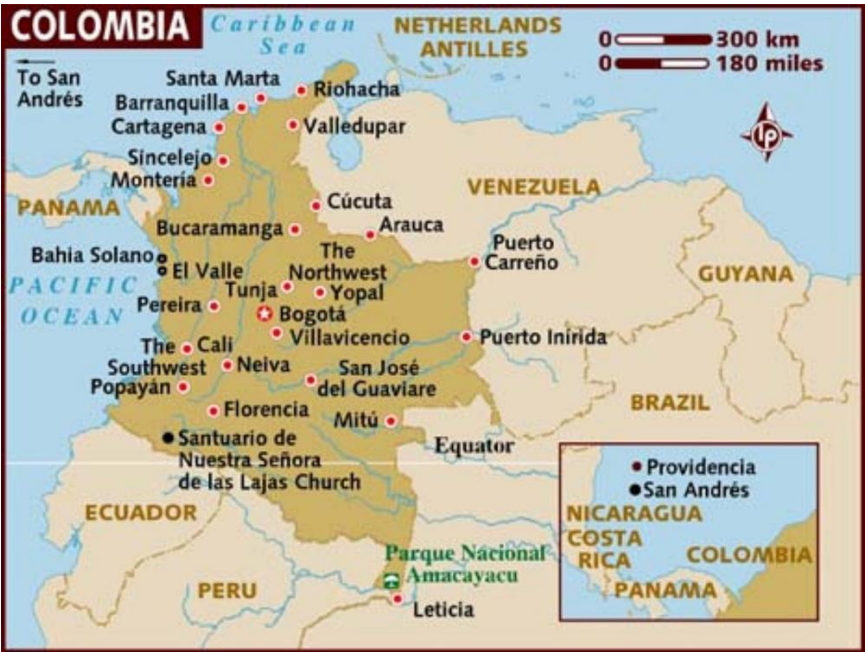 COLOMBIA
Caribbean
Sea
NETHERLANDS
ANTILLES
0 300 km
0 180 miles
To San
Andrés
Santa Marta
Barranquilla
Cartagena
Riohacha
Valledupar
lp
Sincelejo
Montería
PANAMA
VENEZUELA
Cúcuta
Bucaramanga
Arauca
Bahia Solano
El Valle
The
Northwest
Puerto
Carreño
GUYANA
PACIFIC
OCEAN
Tunja
Yopal
Pereira
Bogotá
Villavicencio
Puerto Inírida
The
Southwest
Cali
Neiva
San José
del Guaviare
Popayán
BRAZIL
Florencia
Mitú
Equator
Santuario de
Nuestra Señora
de las Lajas Church
ECUADOR
PERU
Parque Nacional
Amacayacu
Leticia
Providencia
San Andrés
NICARAGUA
COSTA
RICA
COLOMBIA
PANAMA